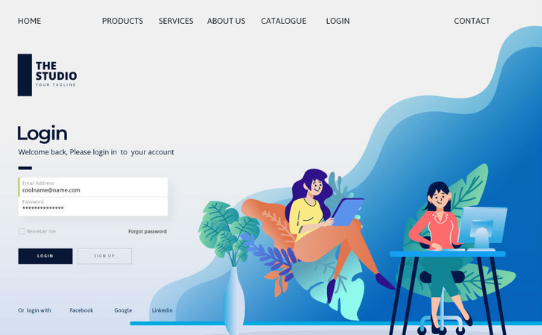 HOME PRODUCTS SERVICES ABOUT US CATALOGUE LOGIN CONTACT
THE
STUDIO
YOUR TAGLINE
Login
Welcome back, Please login in to your account
Email Address
coolname@name.com
Password
**************
Remeber me Forgot password
LOGIN SIGN UP
Or login with Facebook Google Linkedin